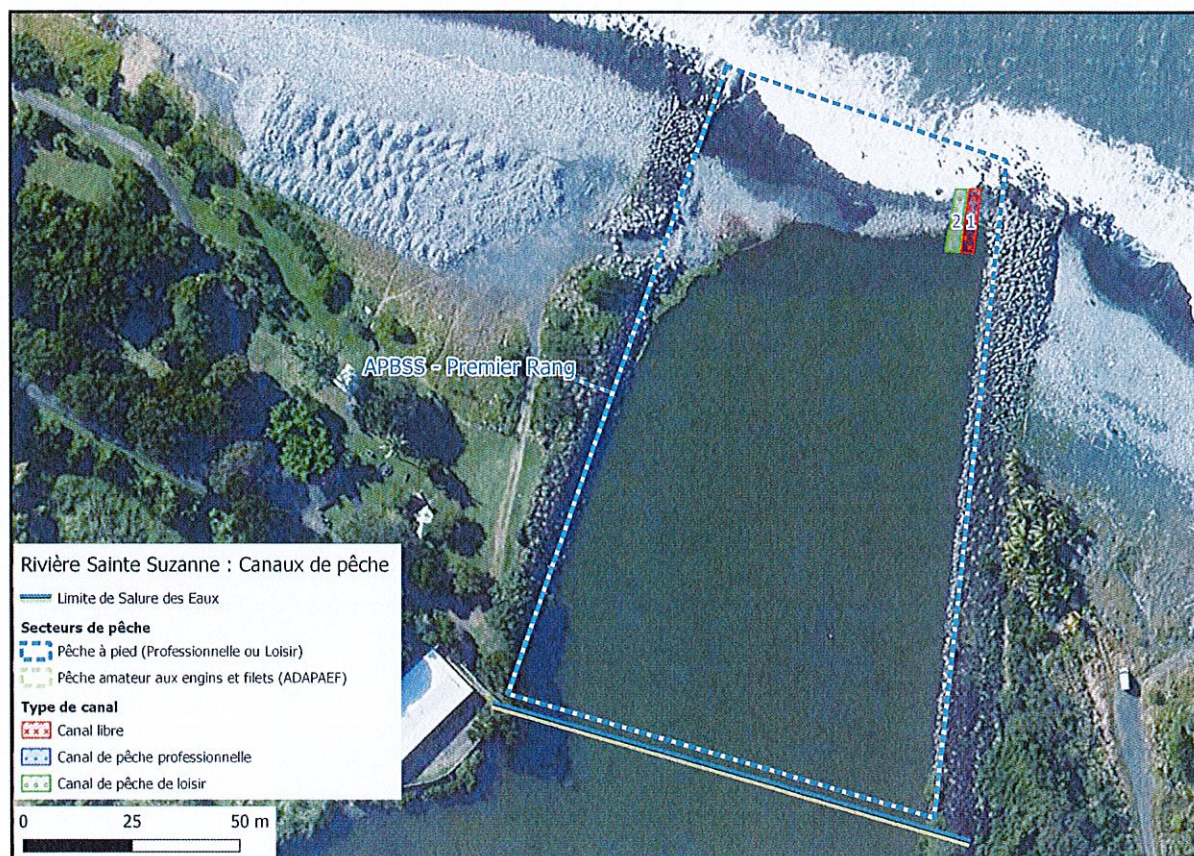 2 1
APBSS - Premier Rang
Rivière Sainte Suzanne : Canaux de pêche
Limite de Salure des Eaux
Secteurs de pêche
Pêche à pied (Professionnelle ou Loisir)
Pêche amateur aux engins et filets (ADAPAEF)
Type de canal
Canal libre
Canal de pêche professionnelle
Canal de pêche de loisir
0 25 50 m